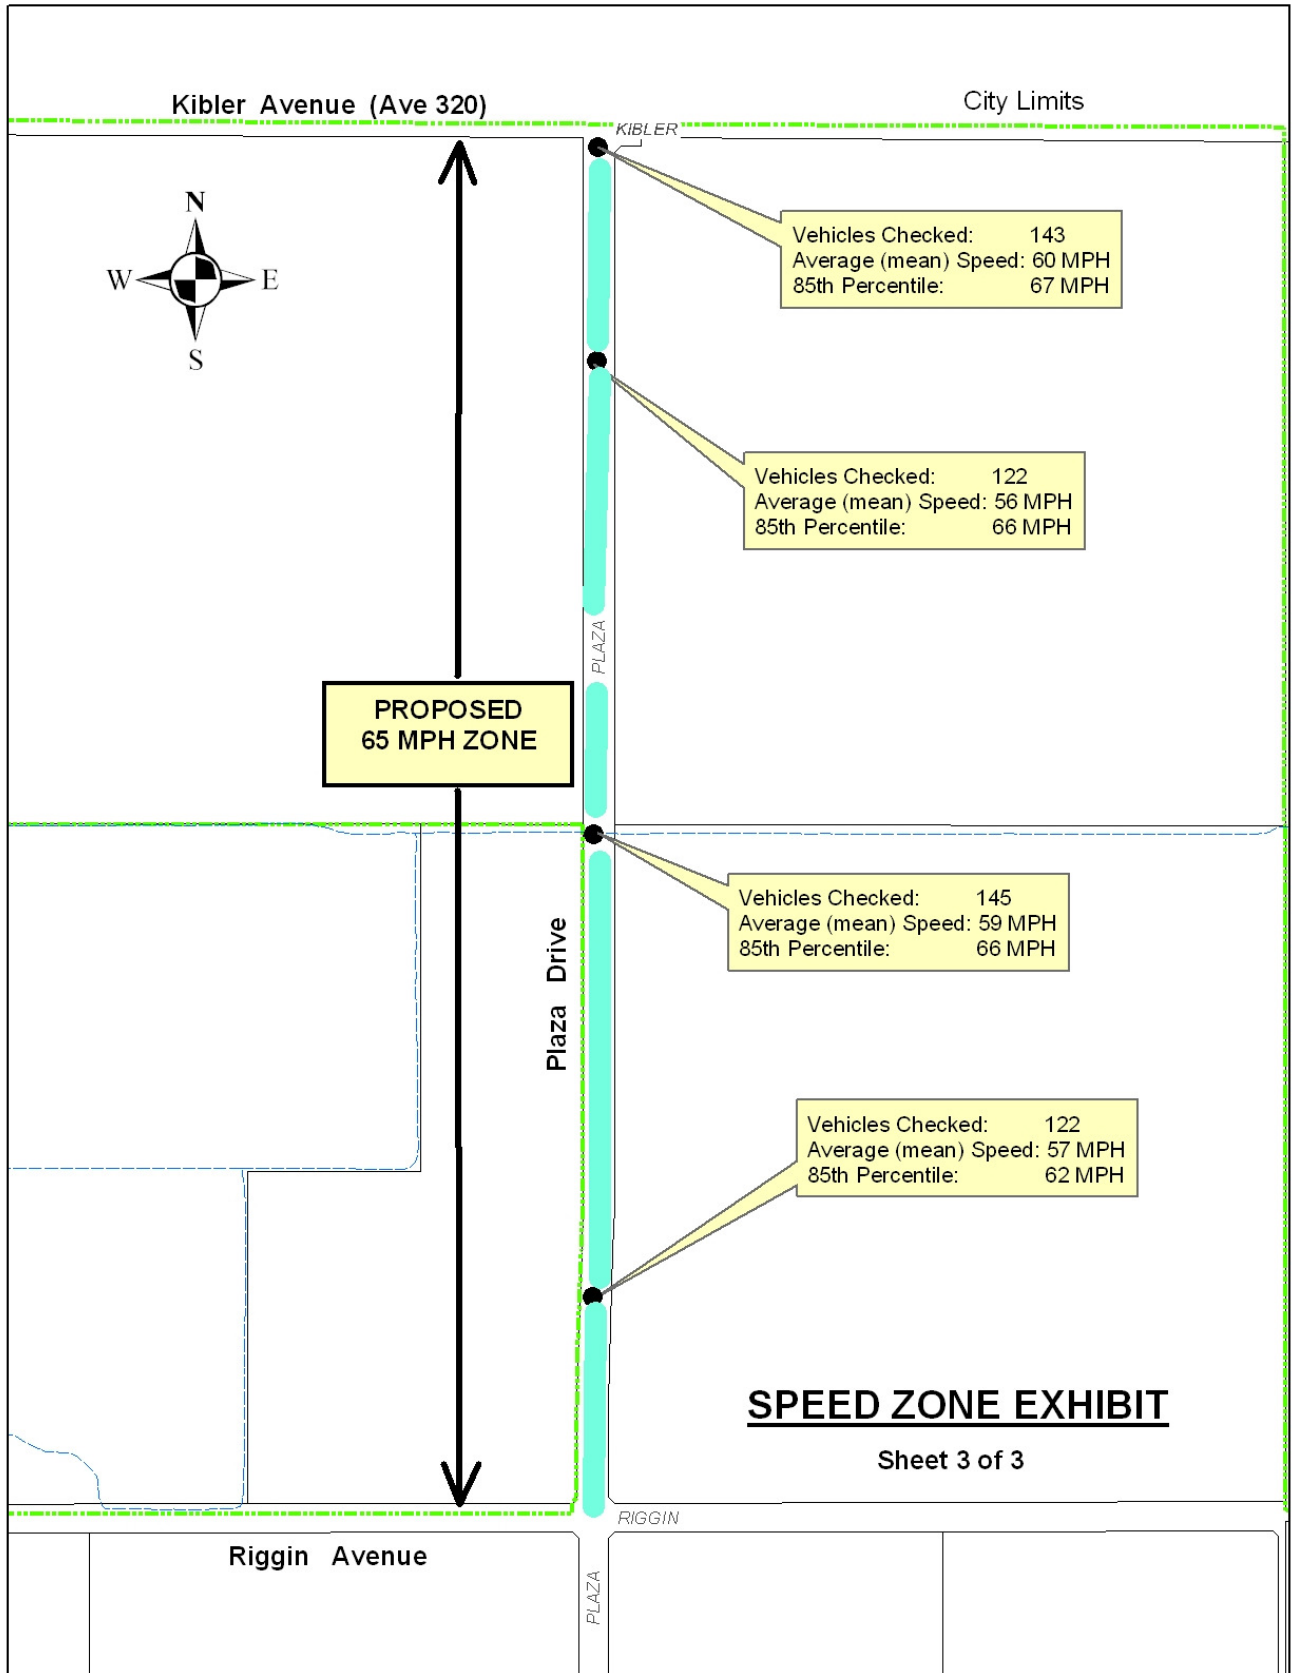 Kibler Avenue (Ave 320)
City Limits
KIBLER
N
W E
S
Vehicles Checked: 143
Average (mean) Speed: 60 MPH
85th Percentile: 67 MPH
Vehicles Checked: 122
Average (mean) Speed: 56 MPH
85th Percentile: 66 MPH
PLAZA
PROPOSED
65 MPH ZONE
Vehicles Checked: 145
Average (mean) Speed: 59 MPH
85th Percentile: 66 MPH
Plaza Drive
Vehicles Checked: 122
Average (mean) Speed: 57 MPH
85th Percentile: 62 MPH
SPEED ZONE EXHIBIT
Sheet 3 of 3
RIGGIN
Riggin Avenue
PLAZA